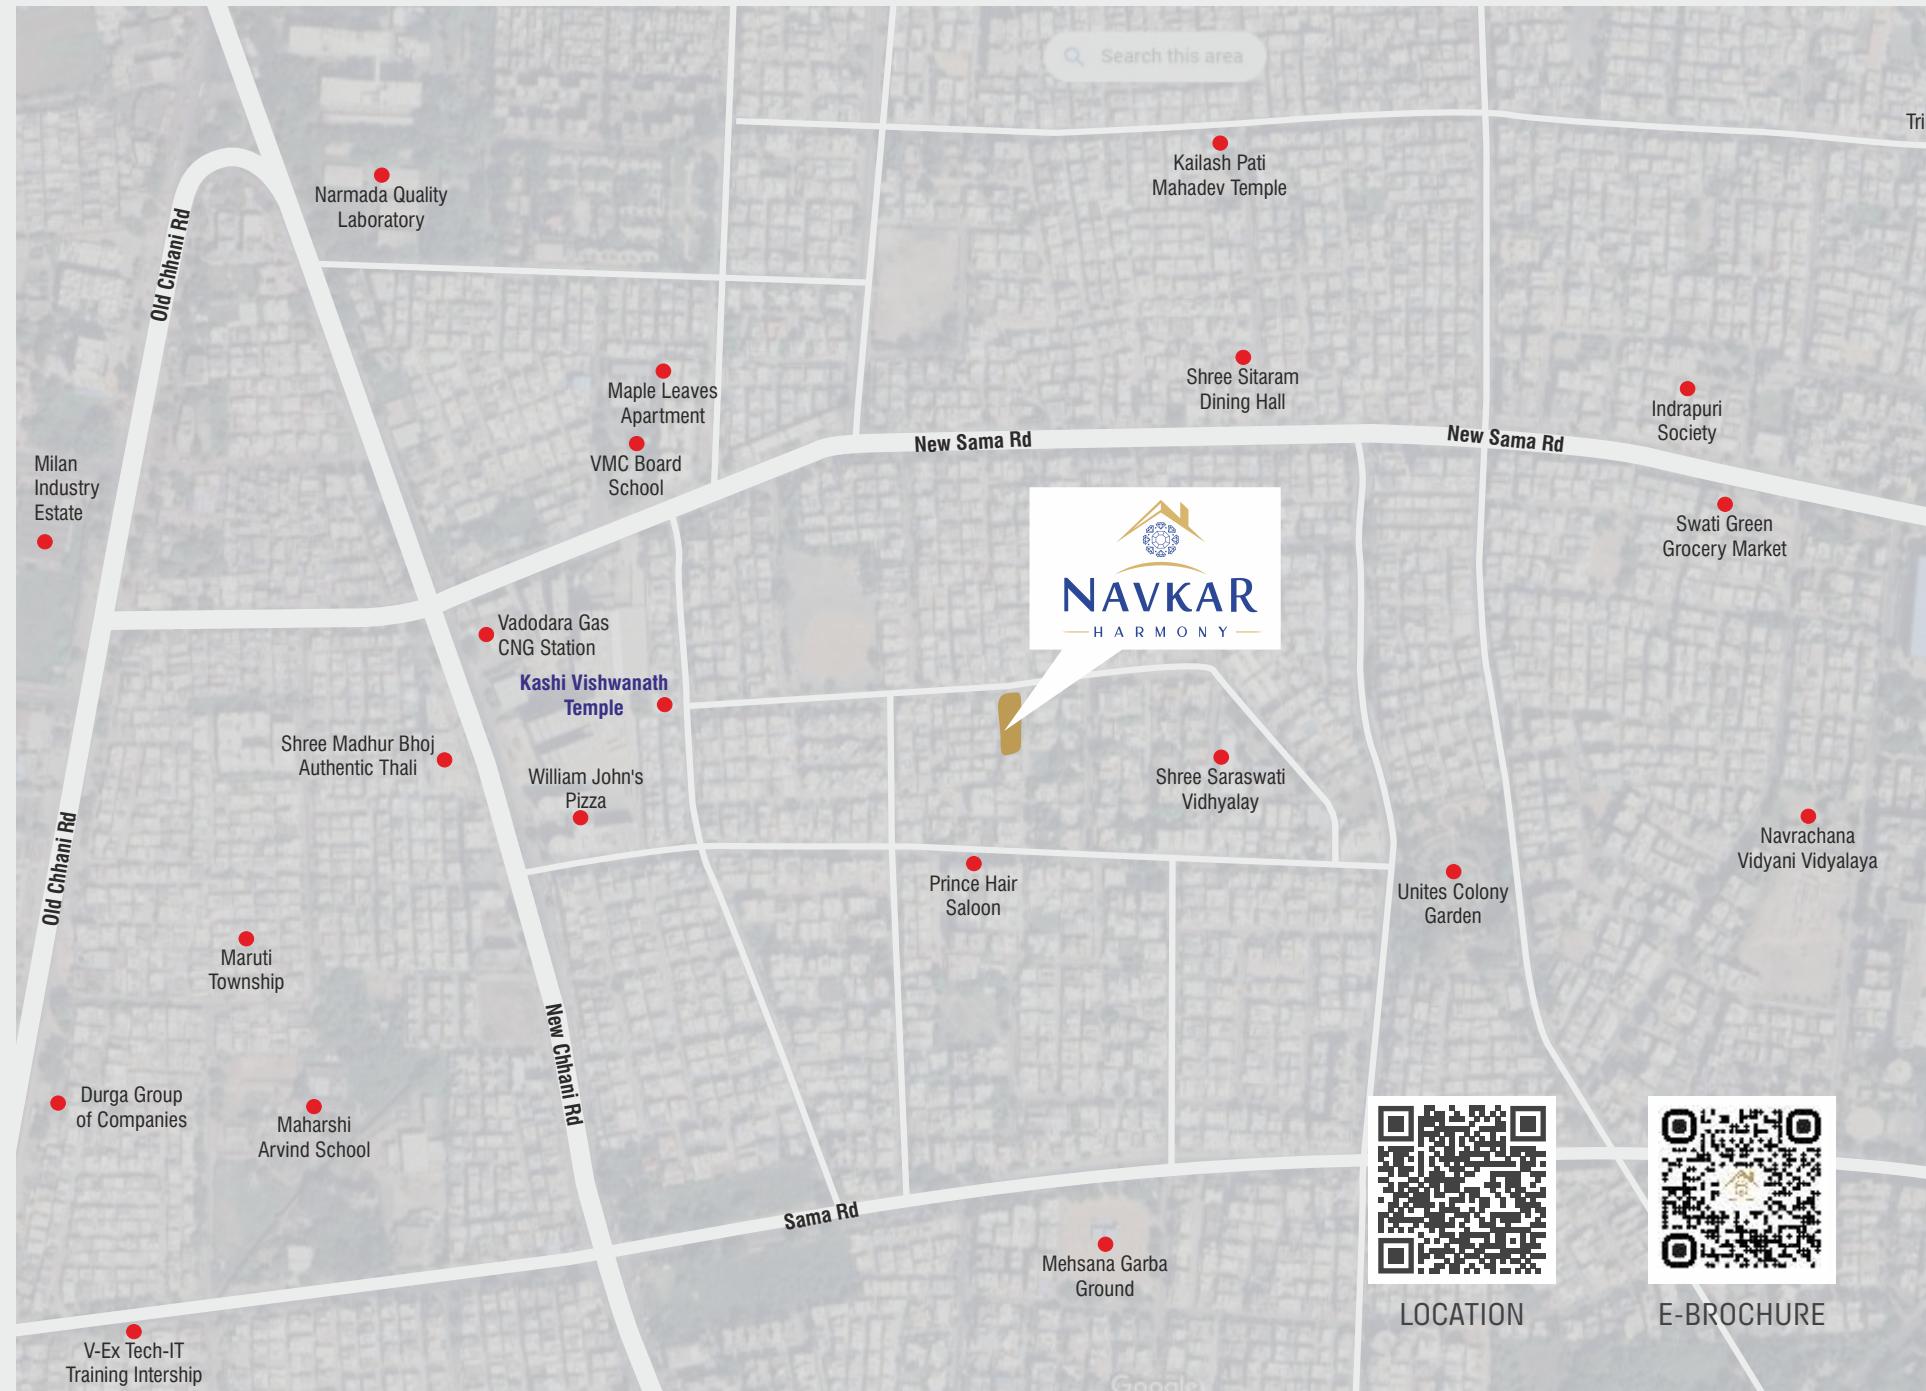 Search this area
Tri
Kailash Pati
Mahadev Temple
Narmada Quality
Laboratory
Old Chhani Rd
Maple Leaves
Apartment
Shree Sitaram
Dining Hall
Indrapuri
Society
New Sama Rd
New Sama Rd
VMC Board
School
Milan
Industry
Estate
Swati Green
Grocery Market
NAVKAR
HARMONY
Vadodara Gas
CNG Station
Kashi Vishwanath
Temple
Shree Madhur Bhoj
Authentic Thali
William John's
Pizza
Shree Saraswati
Vidhyalay
Old Chhani Rd
Navrachana
Vidyani Vidyalaya
Prince Hair
Saloon
Unites Colony
Garden
Maruti
Township
New Chhani Rd
Durga Group
of Companies
Maharshi
Arvind School
Sama Rd
Mehsana Garba
Ground
LOCATION
E-BROCHURE
V-Ex Tech-IT
Training Intership
Google